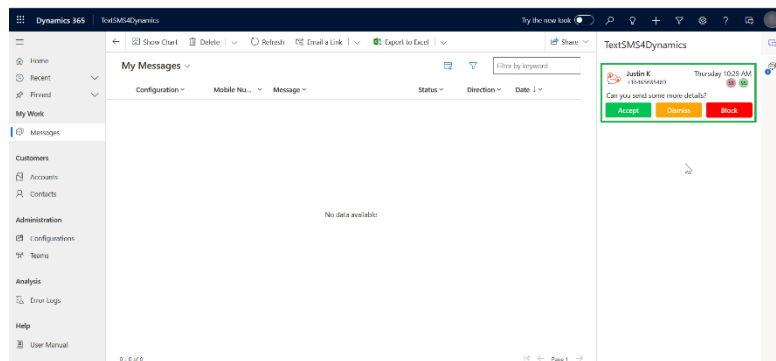 Dynamics 365 TextSMS4Dynamics Try the new look
Show Chart Delete Refresh Email a Link Export to Excel Share
TextSMS4Dynamics
Home
Recent
Pinned
My Work
Messages
Customers
Accounts
Contacts
Administration
Configurations
Teams
Analysis
Error Logs
Help
User Manual
My Messages
Filter by keyword
Configuration Mobile Nu... Message Status Direction Date
No data available
0 - 0 of 0
Page 1
Justin K Thursday 10:29 AM
Can you send some more details?
Accept Dismiss Block